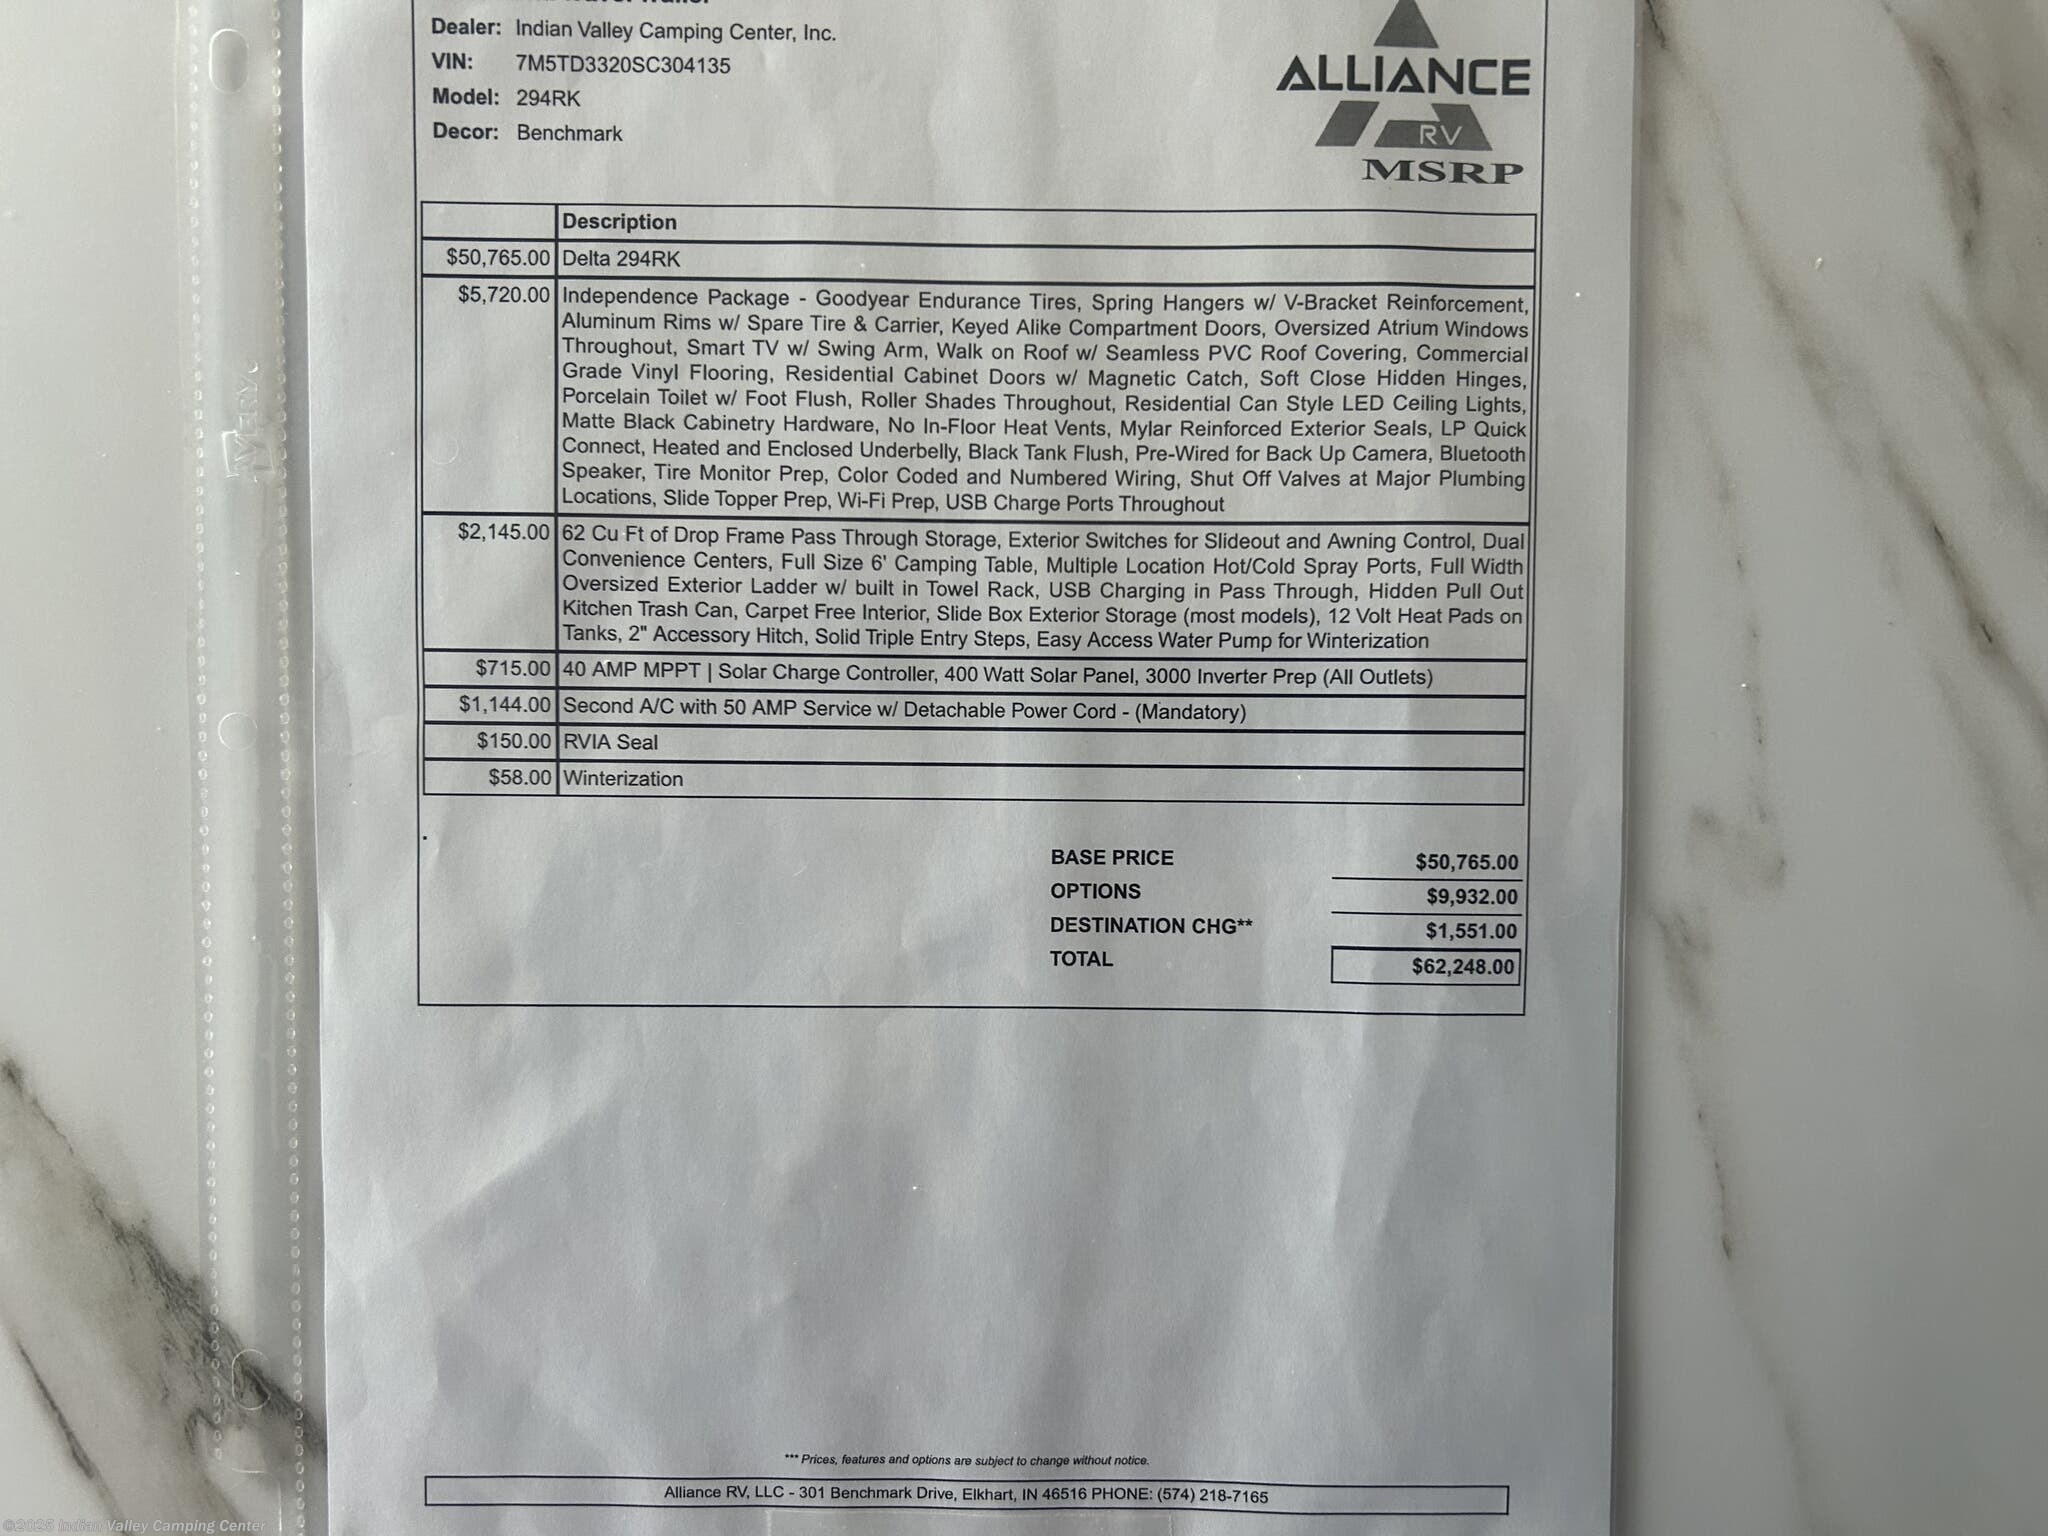 Dealer: Indian Valley Camping Center, Inc.
VIN: 7M5TD3320SC304135
Model: 294RK
Decor: Benchmark
ALLIANCE
RV
MSRP
Description
$50,765.00 Delta 294RK
$5,720.00 Independence Package - Goodyear Endurance Tires, Spring Hangers w/ V-Bracket Reinforcement,
Aluminum Rims w/ Spare Tire & Carrier, Keyed Alike Compartment Doors, Oversized Atrium Windows
Throughout, Smart TV w/ Swing Arm, Walk on Roof w/ Seamless PVC Roof Covering, Commercial
Grade Vinyl Flooring, Residential Cabinet Doors w/ Magnetic Catch, Soft Close Hidden Hinges,
Porcelain Toilet w/ Foot Flush, Roller Shades Throughout, Residential Can Style LED Ceiling Lights,
Matte Black Cabinetry Hardware, No In-Floor Heat Vents, Mylar Reinforced Exterior Seals, LP Quick
Connect, Heated and Enclosed Underbelly, Black Tank Flush, Pre-Wired for Back Up Camera, Bluetooth
Speaker, Tire Monitor Prep, Color Coded and Numbered Wiring, Shut Off Valves at Major Plumbing
Locations, Slide Topper Prep, Wi-Fi Prep, USB Charge Ports Throughout
$2,145.00 62 Cu Ft of Drop Frame Pass Through Storage, Exterior Switches for Slideout and Awning Control, Dual
Convenience Centers, Full Size 6' Camping Table, Multiple Location Hot/Cold Spray Ports, Full Width
Oversized Exterior Ladder w/ built in Towel Rack, USB Charging in Pass Through, Hidden Pull Out
Kitchen Trash Can, Carpet Free Interior, Slide Box Exterior Storage (most models), 12 Volt Heat Pads on
Tanks, 2" Accessory Hitch, Solid Triple Entry Steps, Easy Access Water Pump for Winterization
$715.00 40 AMP MPPT | Solar Charge Controller, 400 Watt Solar Panel, 3000 Inverter Prep (All Outlets)
$1,144.00 Second A/C with 50 AMP Service w/ Detachable Power Cord - (Mandatory)
$150.00 RVIA Seal
$58.00 Winterization
BASE PRICE $50,765.00
OPTIONS $9,932.00
DESTINATION CHG** $1,551.00
TOTAL $62,248.00
*** Prices, features and options are subject to change without notice.
Alliance RV, LLC - 301 Benchmark Drive, Elkhart, IN 46516 PHONE: (574) 218-7165
©2025 Indian Valley Camping Center